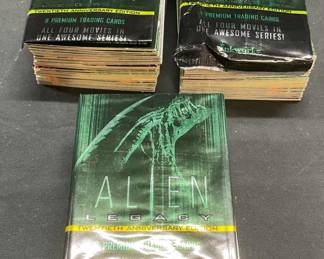 TWENTIETH ANNIVERSARY EDITION
8 PREMIUM TRADING CARDS
ALL FOUR MOVIES IN
ONE AWESOME SERIES!
TWENTIETH ANNIVERSARY EDITION
8 PREMIUM TRADING CARDS
ALL FOUR MOVIES IN
ONE AWESOME SERIES!
ALIEN
LEGACY
TWENTIETH ANNIVERSARY EDITION